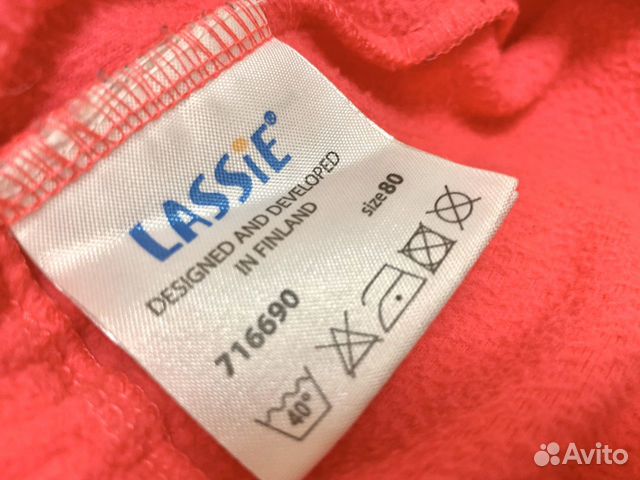 LASSiE®
DESIGNED AND DEVELOPED
IN FINLAND
size 80
716690
40°
Avito